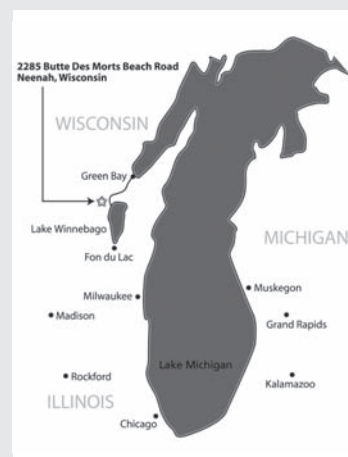 2285 Butte Des Morts Beach Road
Neenah, Wisconsin
WISCONSIN
Green Bay
Lake Winnebago
Fon du Lac
MICHIGAN
Milwaukee
Muskegon
Madison
Grand Rapids
Lake Michigan
Rockford
Kalamazoo
ILLINOIS
Chicago